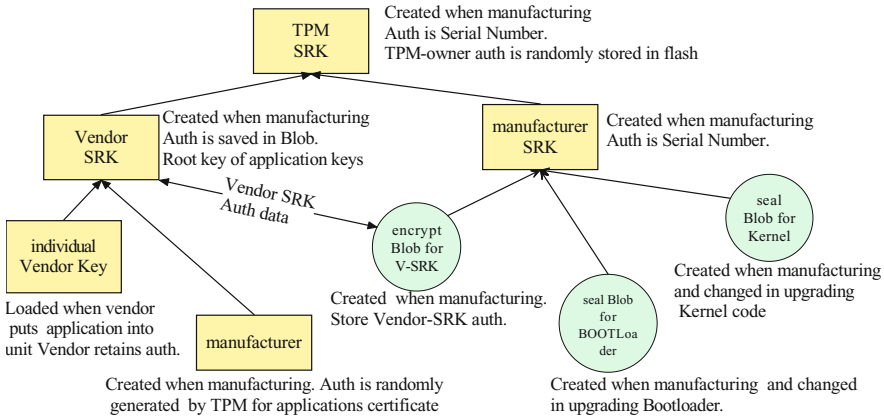 TPM
SRK
Created when manufacturing
Auth is Serial Number.
TPM-owner auth is randomly stored in flash
Vendor
SRK
Created when manufacturing
Auth is saved in Blob.
Root key of application keys
manufacturer
SRK
Created when manufacturing
Auth is Serial Number.
Vendor SRK
Auth data
individual
Vendor Key
Loaded when vendor
puts application into
unit Vendor retains auth.
encrypt
Blob for
V-SRK
Created when manufacturing.
Store Vendor-SRK auth.
seal
Blob for
Kernel
Created when manufacturing
and changed in upgrading
Kernel code
manufacturer
Created when manufacturing. Auth is randomly
generated by TPM for applications certificate
seal Blob
for
BOOTLoa
der
Created when manufacturing and changed
in upgrading Bootloader.